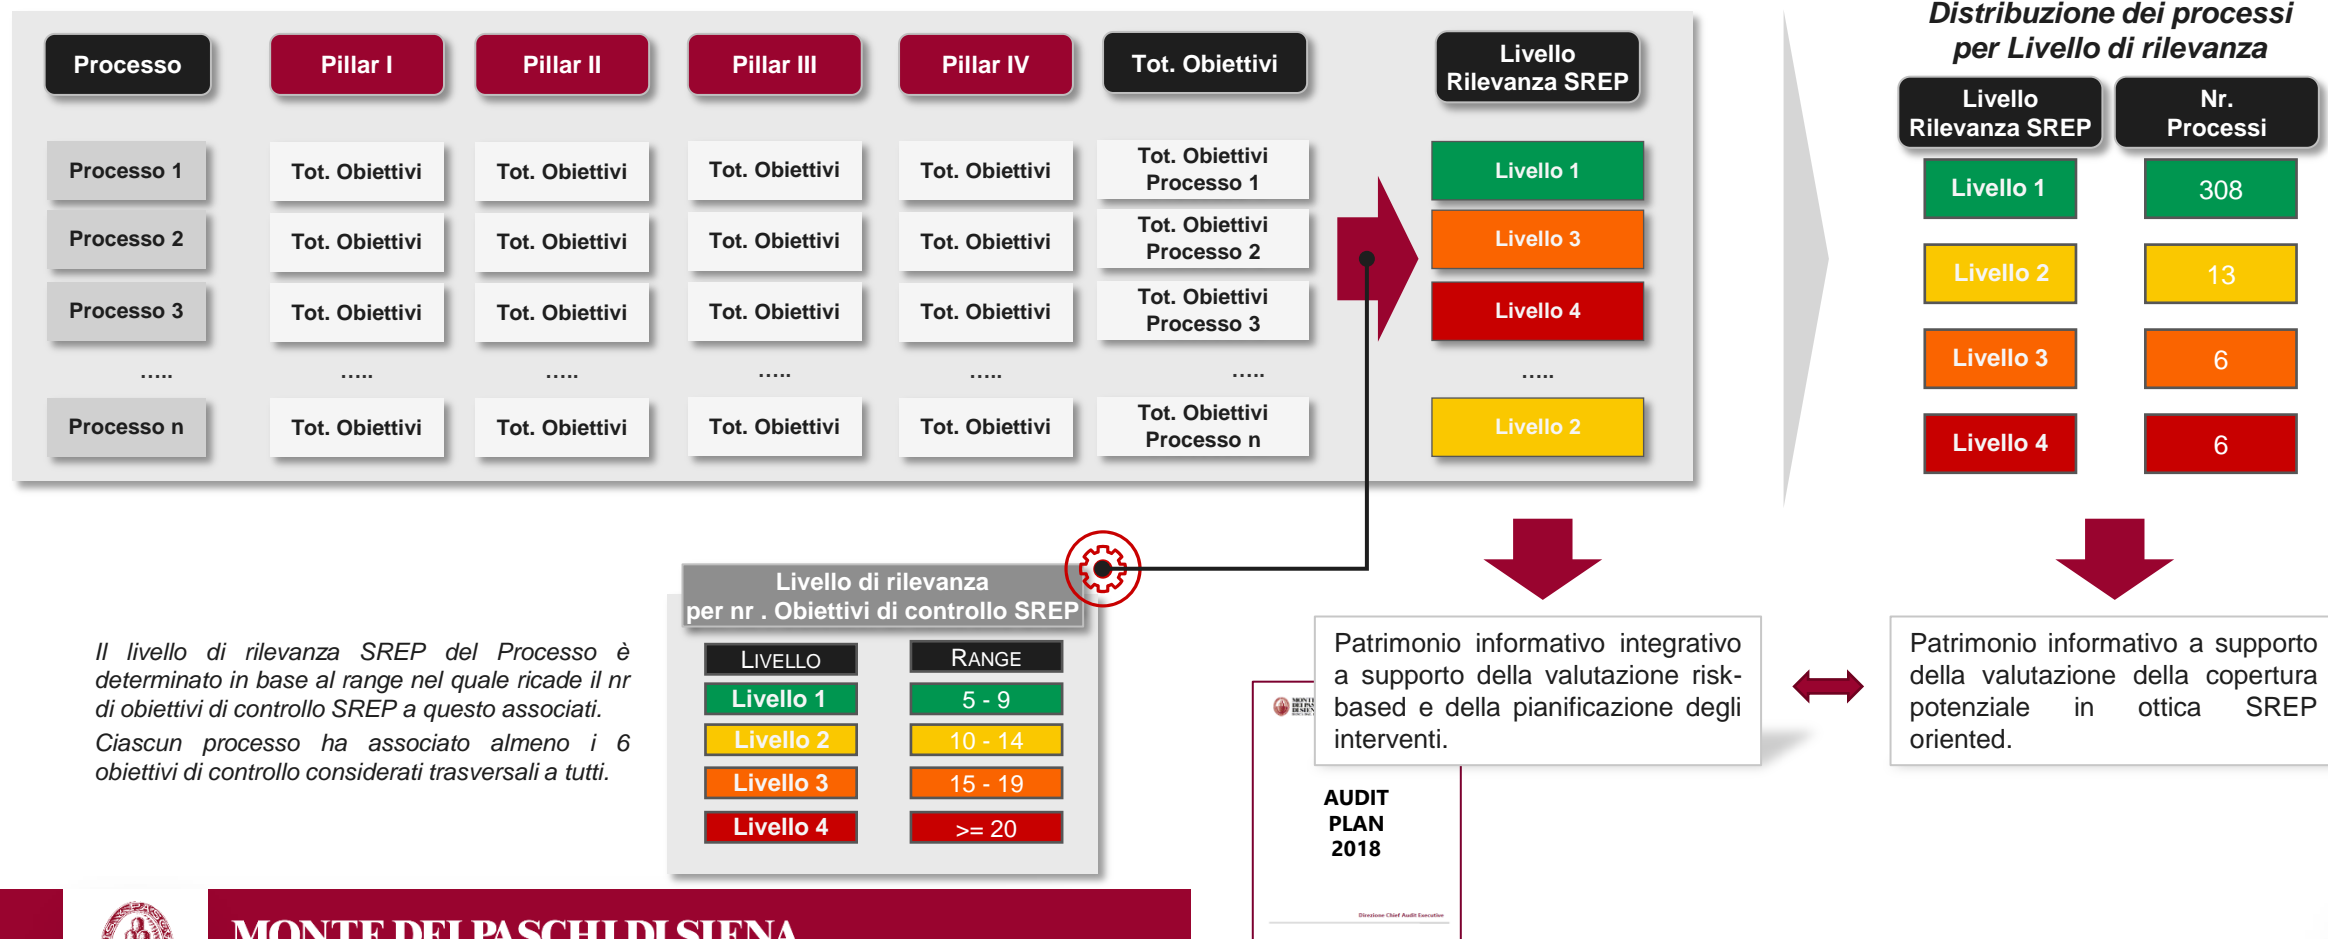 Distribuzione dei processi
per Livello di rilevanza
Processo
Pillar I
Pillar II
Pillar III
Pillar IV
Tot. Obiettivi
Livello
Rilevanza SREP
Processo 1
Tot. Obiettivi
Tot. Obiettivi
Tot. Obiettivi
Tot. Obiettivi
Tot. Obiettivi
Processo 1
Livello 1
Processo 2
Tot. Obiettivi
Tot. Obiettivi
Tot. Obiettivi
Tot. Obiettivi
Tot. Obiettivi
Processo 2
Livello 3
Processo 3
Tot. Obiettivi
Tot. Obiettivi
Tot. Obiettivi
Tot. Obiettivi
Tot. Obiettivi
Processo 3
Livello 4
.....
.....
.....
.....
.....
.....
.....
Processo n
Tot. Obiettivi
Tot. Obiettivi
Tot. Obiettivi
Tot. Obiettivi
Tot. Obiettivi
Processo n
Livello 2
Livello
Rilevanza SREP
Nr.
Processi
Livello 1
308
Livello 2
13
Livello 3
6
Livello 4
6
Il livello di rilevanza SREP del Processo è
determinato in base al range nel quale ricade il nr
di obiettivi di controllo SREP a questo associati.
Ciascun processo ha associato almeno i 6
obiettivi di controllo considerati trasversali a tutti.
Livello di rilevanza
per nr . Obiettivi di controllo SREP
LIVELLO
RANGE
Livello 1
5 - 9
Livello 2
10 - 14
Livello 3
15 - 19
Livello 4
>= 20
Patrimonio informativo integrativo
a supporto della valutazione risk-
based e della pianificazione degli
interventi.
Patrimonio informativo a supporto
della valutazione della copertura
potenziale in ottica SREP
oriented.
AUDIT
PLAN
2018
Direzione Chief Audit Executive
MONTE DEI PASCHI DI SIENA